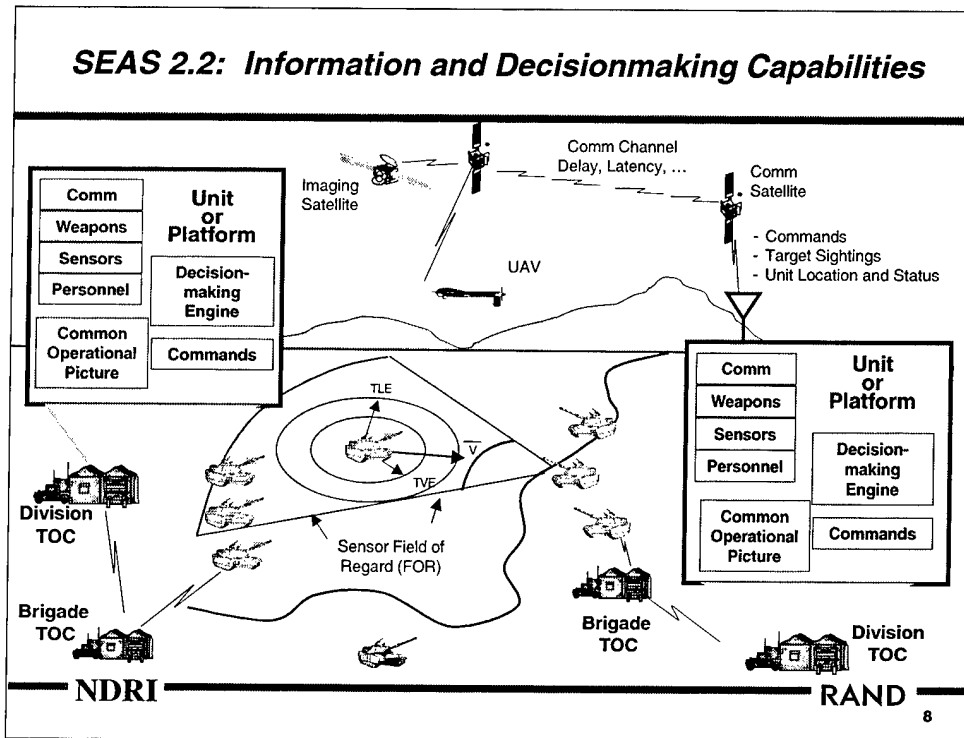 SEAS 2.2: Information and Decisionmaking Capabilities
Comm
Weapons
Sensors
Personnel
Common
Operational
Picture
Unit
or
Platform
Decision-
making
Engine
Commands
Imaging
Satellite
Comm Channel
Delay, Latency, ...
Comm
Satellite
- Commands
- Target Sightings
- Unit Location and Status
UAV
TLE
V
TVE
Sensor Field of
Regard (FOR)
Comm
Weapons
Sensors
Personnel
Common
Operational
Picture
Unit
or
Platform
Decision-
making
Engine
Commands
Division
TOC
Brigade
TOC
Brigade
TOC
Division
TOC
NDRI
RAND
8